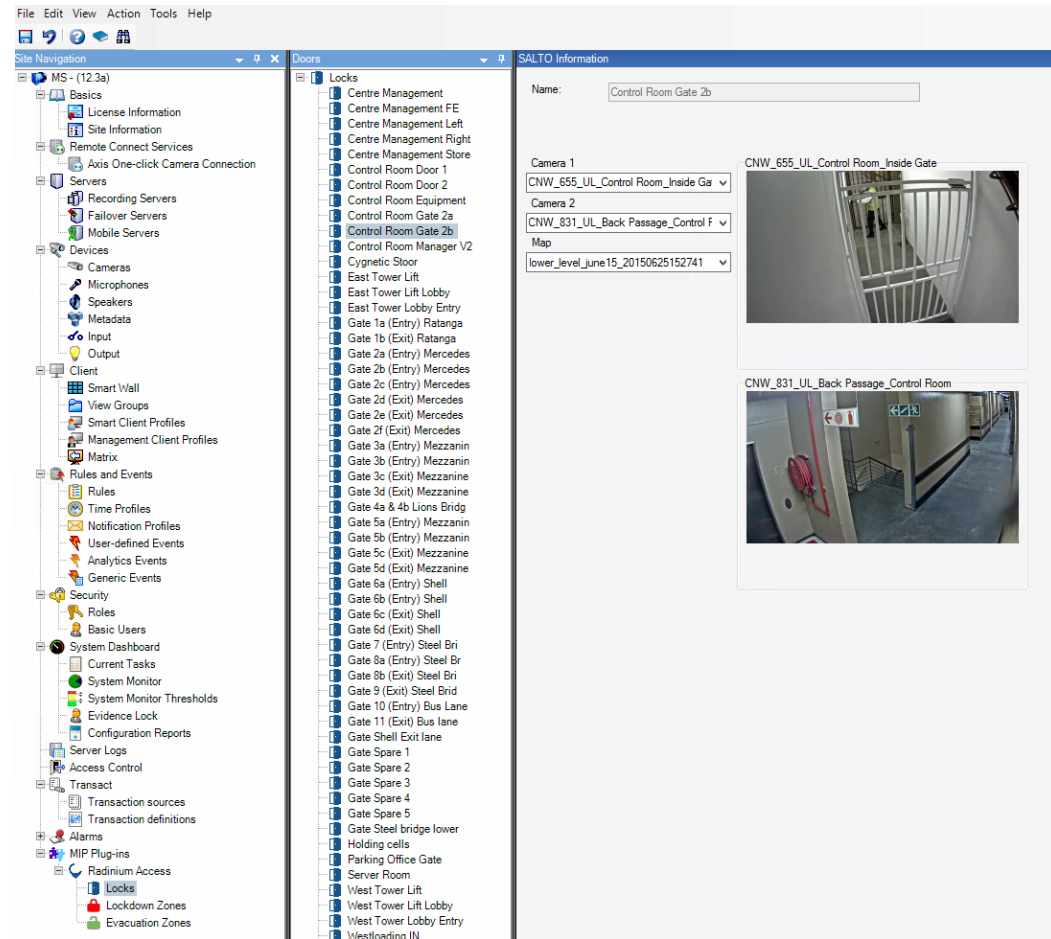 File Edit View Action Tools Help
Site Navigation
MS - (12.3a)
Basics
License Information
Site Information
Remote Connect Services
Axis One-click Camera Connection
Servers
Recording Servers
Failover Servers
Mobile Servers
Devices
Cameras
Microphones
Speakers
Metadata
Input
Output
Client
Smart Wall
View Groups
Smart Client Profiles
Management Client Profiles
Matrix
Rules and Events
Rules
Time Profiles
Notification Profiles
User-defined Events
Analytics Events
Generic Events
Security
Roles
Basic Users
System Dashboard
Current Tasks
System Monitor
System Monitor Thresholds
Evidence Lock
Configuration Reports
Server Logs
Access Control
Transact
Transaction sources
Transaction definitions
Alarms
MIP Plug-ins
Radinium Access
Locks
Lockdown Zones
Evacuation Zones
Doors
Locks
Centre Management
Centre Management FE
Centre Management Left
Centre Management Right
Centre Management Store
Control Room Door 1
Control Room Door 2
Control Room Equipment
Control Room Gate 2a
Control Room Gate 2b
Control Room Manager V2
Cygnetic Stoor
East Tower Lift
East Tower Lift Lobby
East Tower Lobby Entry
Gate 1a (Entry) Ratanga
Gate 1b (Exit) Ratanga
Gate 2a (Entry) Mercedes
Gate 2b (Entry) Mercedes
Gate 2c (Entry) Mercedes
Gate 2d (Exit) Mercedes
Gate 2e (Exit) Mercedes
Gate 2f (Exit) Mercedes
Gate 3a (Entry) Mezzanin
Gate 3b (Entry) Mezzanin
Gate 3c (Exit) Mezzanine
Gate 3d (Exit) Mezzanine
Gate 4a & 4b Lions Bridg
Gate 5a (Entry) Mezzanin
Gate 5b (Entry) Mezzanin
Gate 5c (Exit) Mezzanine
Gate 5d (Exit) Mezzanine
Gate 6a (Entry) Shell
Gate 6b (Entry) Shell
Gate 6c (Exit) Shell
Gate 6d (Exit) Shell
Gate 7 (Entry) Steel Bri
Gate 8a (Entry) Steel Br
Gate 8b (Exit) Steel Bri
Gate 9 (Exit) Steel Brid
Gate 10 (Entry) Bus Lane
Gate 11 (Exit) Bus lane
Gate Shell Exit lane
Gate Spare 1
Gate Spare 2
Gate Spare 3
Gate Spare 4
Gate Spare 5
Gate Steel bridge lower
Holding cells
Parking Office Gate
Server Room
West Tower Lift
West Tower Lift Lobby
West Tower Lobby Entry
Westloading IN
SALTO Information
Name: Control Room Gate 2b
Camera 1
CNW_655_UL_Control Room_Inside Ga
Camera 2
CNW_831_UL_Back Passage_Control
Map
lower_level_june15_20150625152741
CNW_655_UL_Control Room_Inside Gate
CNW_831_UL_Back Passage_Control Room